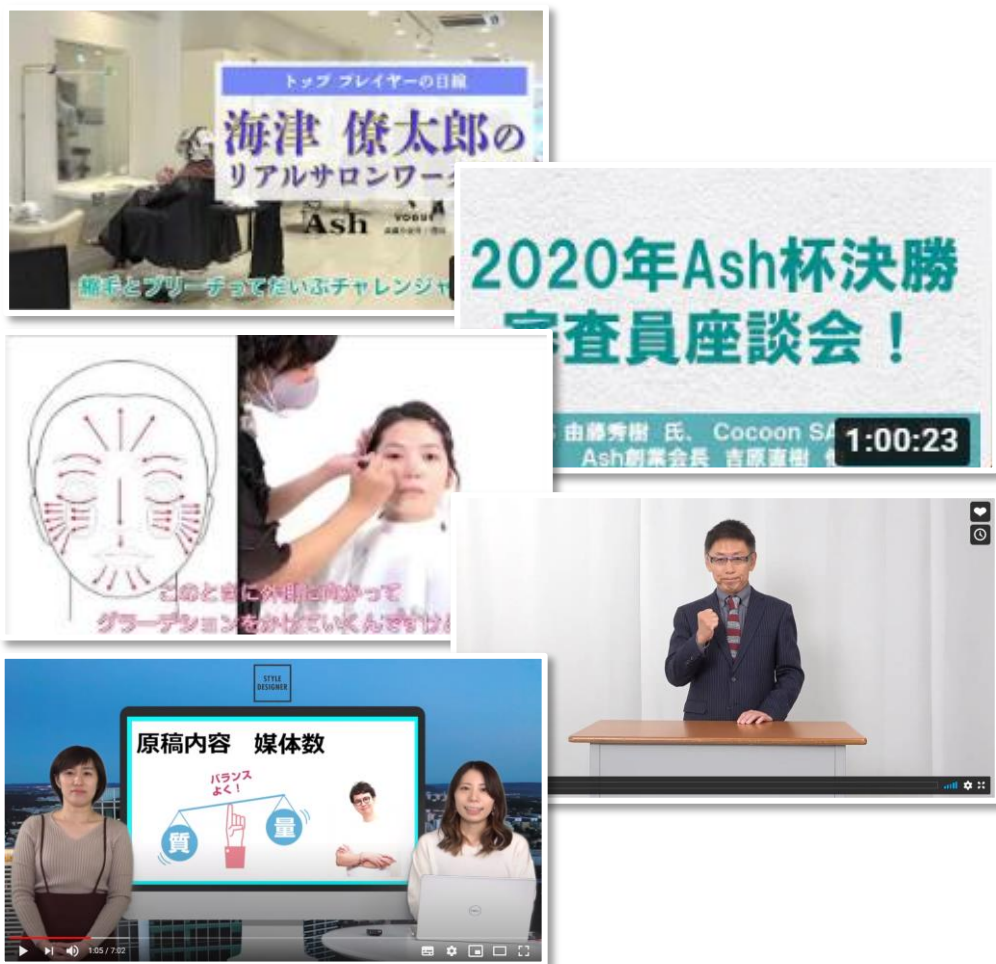 トップ プレイヤーの目線
海津 僚太郎の
リアルサロンワー
Ash
縮毛とブリーチってだいぶチャレンジャ
2020年Ash杯決勝
審査員座談会！
由藤秀樹 氏、 Cocoon SA
Ash創業会長 吉原直樹
1:00:23
このときに外側に向かって
グラーデションをかけていくんですけ
STYLE
DESIGNER
原稿内容 媒体数
バランス
よく！
質
量
1:05 / 7:02